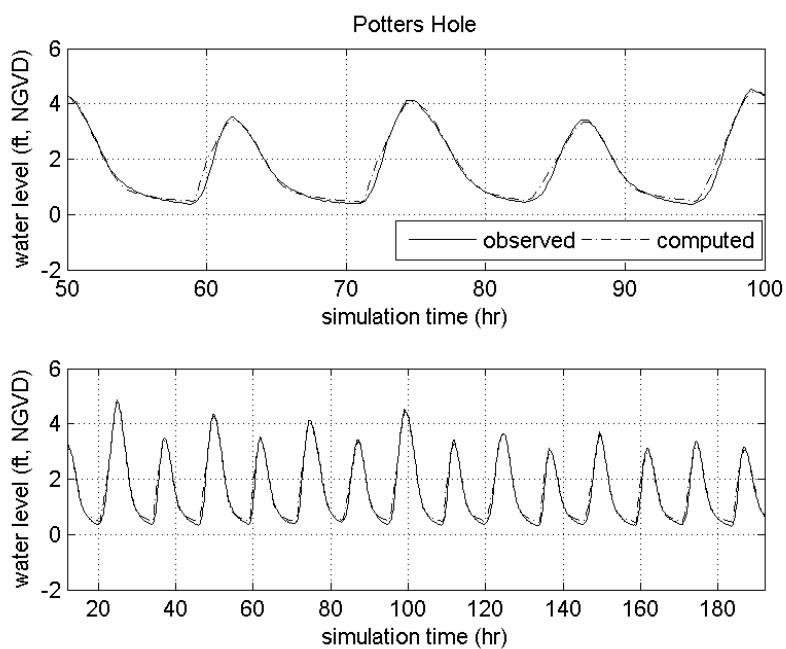 Potters Hole
water level (ft, NGVD)
6
4
2
0
-2
observed computed
50 60 70 80 90 100
simulation time (hr)
water level (ft, NGVD)
6
4
2
0
-2
20 40 60 80 100 120 140 160 180
simulation time (hr)